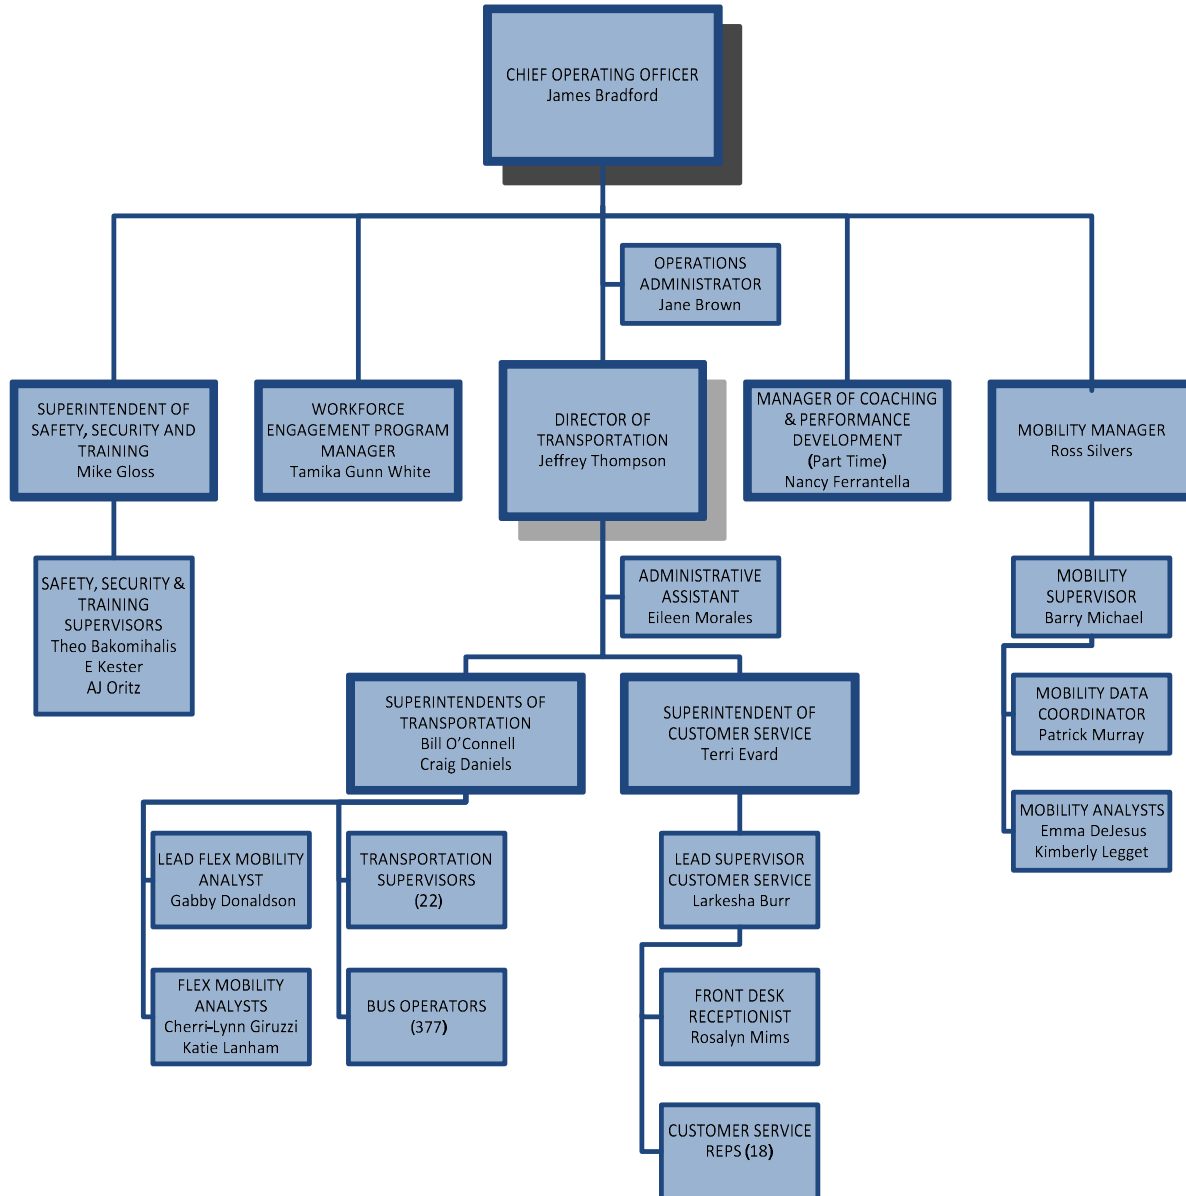 CHIEF OPERATING OFFICER
James Bradford
OPERATIONS
ADMINISTRATOR
Jane Brown
SUPERINTENDENT OF
SAFETY, SECURITY AND
TRAINING
Mike Gloss
WORKFORCE
ENGAGEMENT PROGRAM
MANAGER
Tamika Gunn White
DIRECTOR OF
TRANSPORTATION
Jeffrey Thompson
MANAGER OF COACHING
& PERFORMANCE
DEVELOPMENT
(Part Time)
Nancy Ferrantella
MOBILITY MANAGER
Ross Silvers
SAFETY, SECURITY &
TRAINING
SUPERVISORS
Theo Bakomihalis
E Kester
AJ Oritz
ADMINISTRATIVE
ASSISTANT
Eileen Morales
MOBILITY
SUPERVISOR
Barry Michael
SUPERINTENDENTS OF
TRANSPORTATION
Bill O’Connell
Craig Daniels
SUPERINTENDENT OF
CUSTOMER SERVICE
Terri Evard
MOBILITY DATA
COORDINATOR
Patrick Murray
MOBILITY ANALYSTS
Emma DeJesus
Kimberly Legget
LEAD FLEX MOBILITY
ANALYST
Gabby Donaldson
TRANSPORTATION
SUPERVISORS
(22)
LEAD SUPERVISOR
CUSTOMER SERVICE
Larkesha Burr
FLEX MOBILITY
ANALYSTS
Cherri-Lynn Giruzzi
Katie Lanham
BUS OPERATORS
(377)
FRONT DESK
RECEPTIONIST
Rosalyn Mims
CUSTOMER SERVICE
REPS (18)